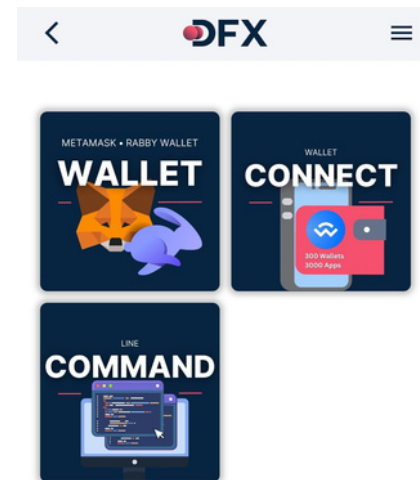 DFX
METAMASK • RABBY WALLET
WALLET
WALLET
CONNECT
300 Wallets
3000 Apps
LINE
COMMAND